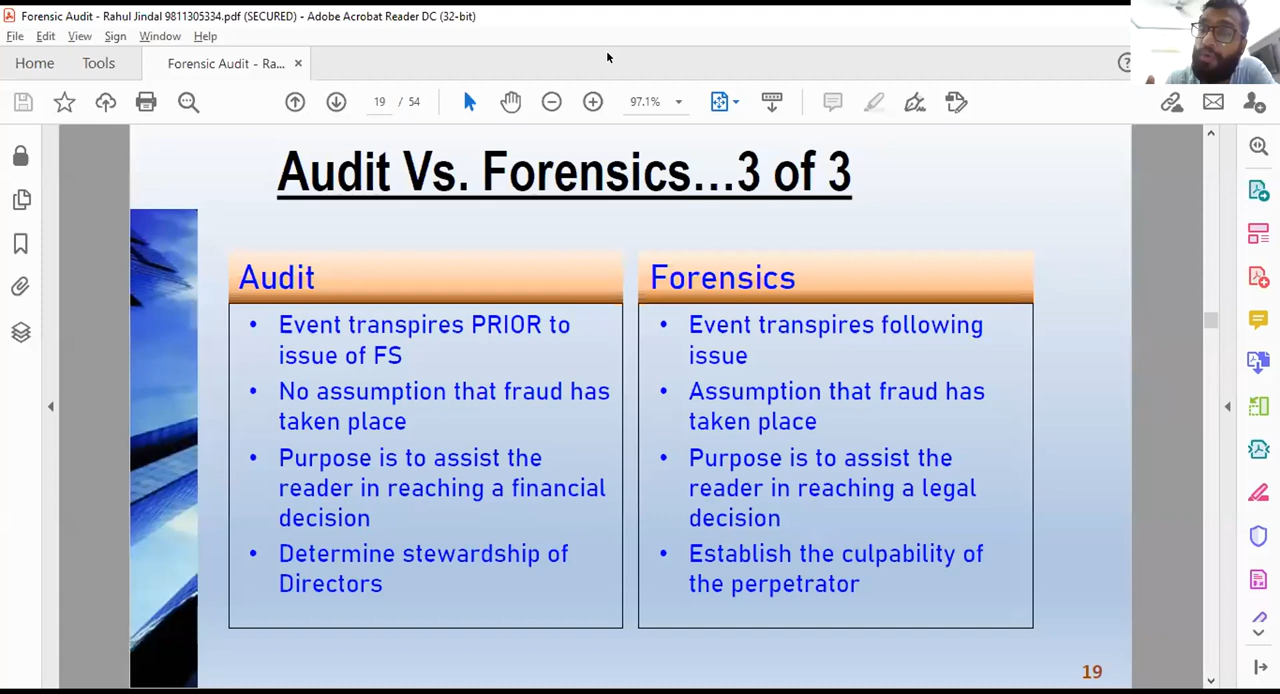 Forensic Audit - Rahul Jindal 9811305334.pdf (SECURED) - Adobe Acrobat Reader DC (32-bit)
File Edit View Sign Window Help
Home Tools Forensic Audit - Ra... ×
19 / 54 97.1%
Audit Vs. Forensics...3 of 3
Audit
• Event transpires PRIOR to
issue of FS
• No assumption that fraud has
taken place
• Purpose is to assist the
reader in reaching a financial
decision
• Determine stewardship of
Directors
Forensics
• Event transpires following
issue
• Assumption that fraud has
taken place
• Purpose is to assist the
reader in reaching a legal
decision
• Establish the culpability of
the perpetrator
19